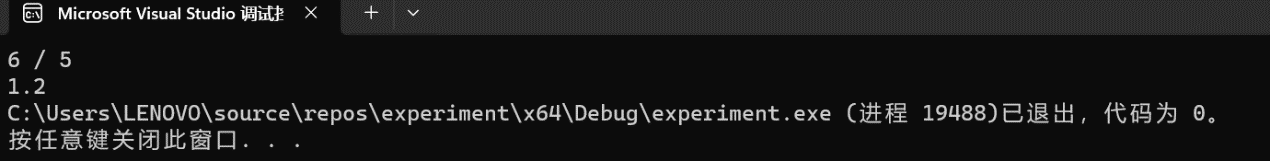 Microsoft Visual Studio 调试
6 / 5
1.2
C:\Users\LENOVO\source\repos\experiment\x64\Debug\experiment.exe (进程 19488)已退出，代码为 0。
按任意键关闭此窗口. . .